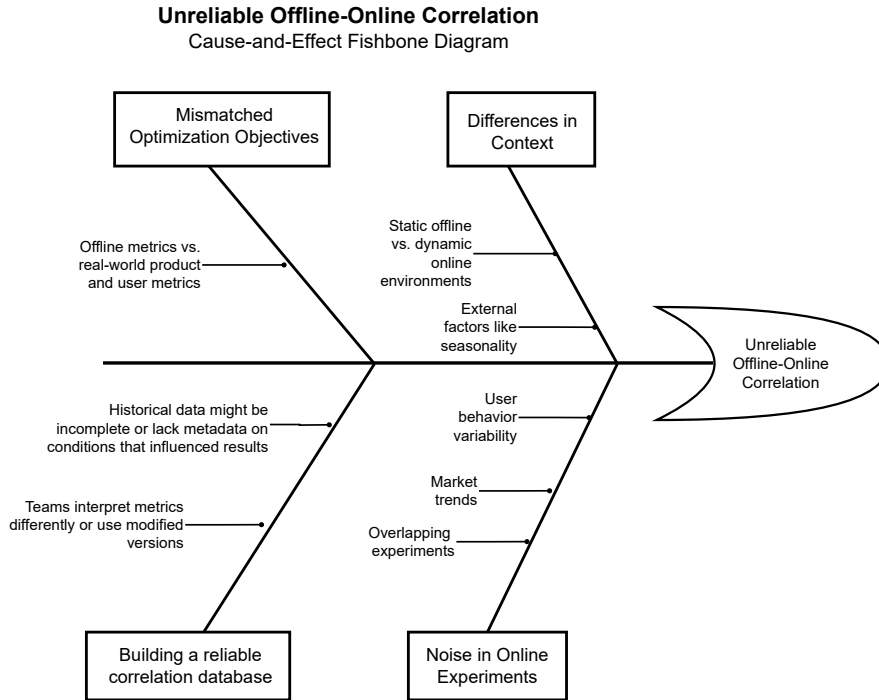 Unreliable Offline-Online Correlation
Cause-and-Effect Fishbone Diagram
Mismatched
Optimization Objectives
Differences in
Context
Offline metrics vs.
real-world product
and user metrics
Static offline
vs. dynamic
online
environments
External
factors like
seasonality
Unreliable
Offline-Online
Correlation
Historical data might be
incomplete or lack metadata on
conditions that influenced results
Teams interpret metrics
differently or use modified
versions
User
behavior
variability
Market
trends
Overlapping
experiments
Building a reliable
correlation database
Noise in Online
Experiments